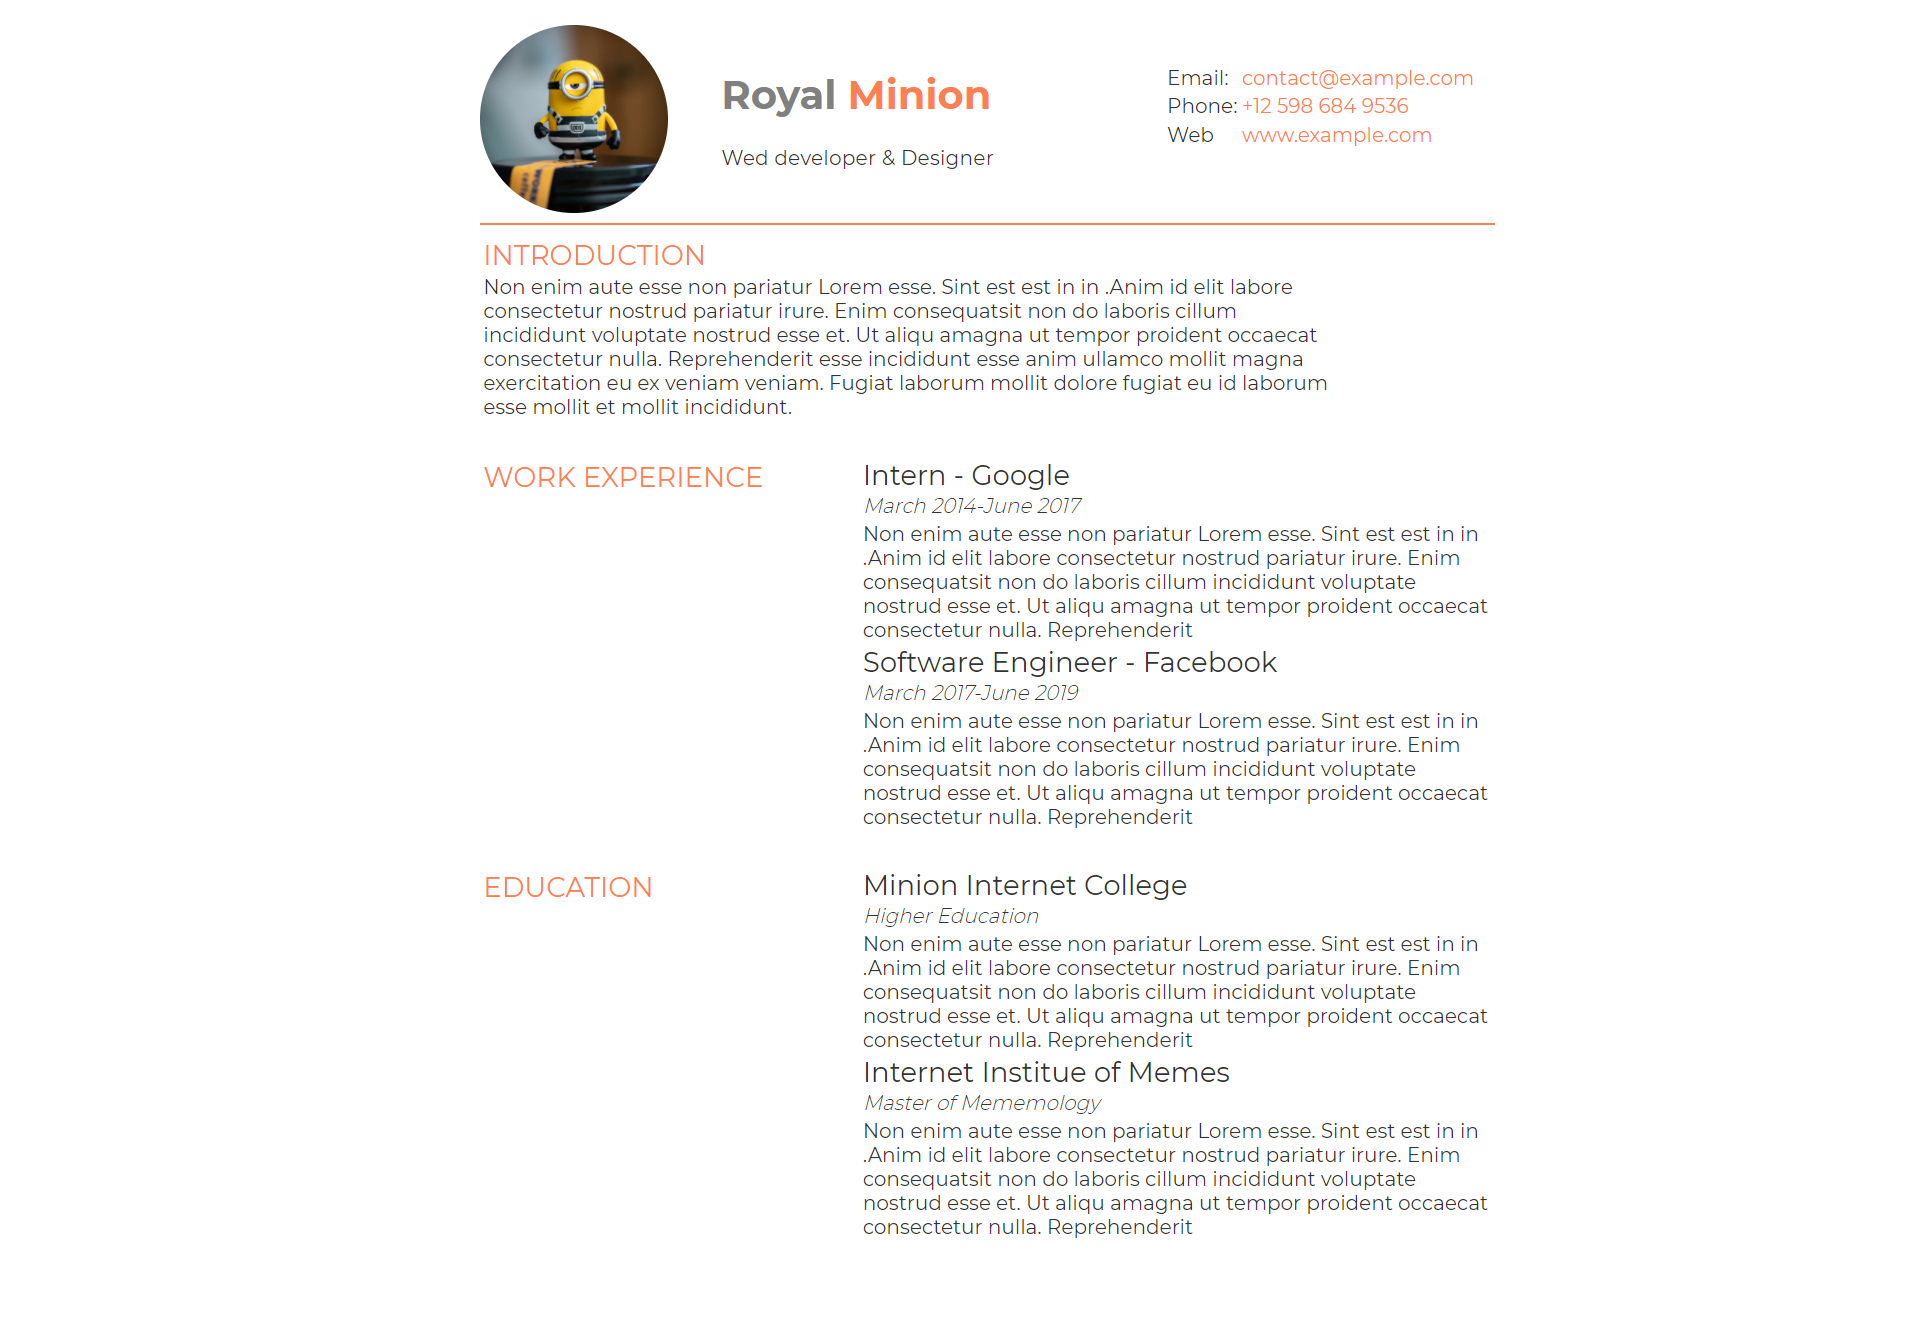 Royal Minion
Wed developer & Designer
Email: contact@example.com
Phone: +12 598 684 9536
Web www.example.com
INTRODUCTION
Non enim aute esse non pariatur Lorem esse. Sint est est in in .Anim id elit labore
consectetur nostrud pariatur irure. Enim consequatsit non do laboris cillum
incididunt voluptate nostrud esse et. Ut aliqu amagna ut tempor proident occaecat
consectetur nulla. Reprehenderit esse incididunt esse anim ullamco mollit magna
exercitation eu ex veniam veniam. Fugiat laborum mollit dolore fugiat eu id laborum
esse mollit et mollit incididunt.
WORK EXPERIENCE
Intern - Google
March 2014-June 2017
Non enim aute esse non pariatur Lorem esse. Sint est est in in
.Anim id elit labore consectetur nostrud pariatur irure. Enim
consequatsit non do laboris cillum incididunt voluptate
nostrud esse et. Ut aliqu amagna ut tempor proident occaecat
consectetur nulla. Reprehenderit
Software Engineer - Facebook
March 2017-June 2019
Non enim aute esse non pariatur Lorem esse. Sint est est in in
.Anim id elit labore consectetur nostrud pariatur irure. Enim
consequatsit non do laboris cillum incididunt voluptate
nostrud esse et. Ut aliqu amagna ut tempor proident occaecat
consectetur nulla. Reprehenderit
EDUCATION
Minion Internet College
Higher Education
Non enim aute esse non pariatur Lorem esse. Sint est est in in
.Anim id elit labore consectetur nostrud pariatur irure. Enim
consequatsit non do laboris cillum incididunt voluptate
nostrud esse et. Ut aliqu amagna ut tempor proident occaecat
consectetur nulla. Reprehenderit
Internet Institue of Memes
Master of Mememology
Non enim aute esse non pariatur Lorem esse. Sint est est in in
.Anim id elit labore consectetur nostrud pariatur irure. Enim
consequatsit non do laboris cillum incididunt voluptate
nostrud esse et. Ut aliqu amagna ut tempor proident occaecat
consectetur nulla. Reprehenderit